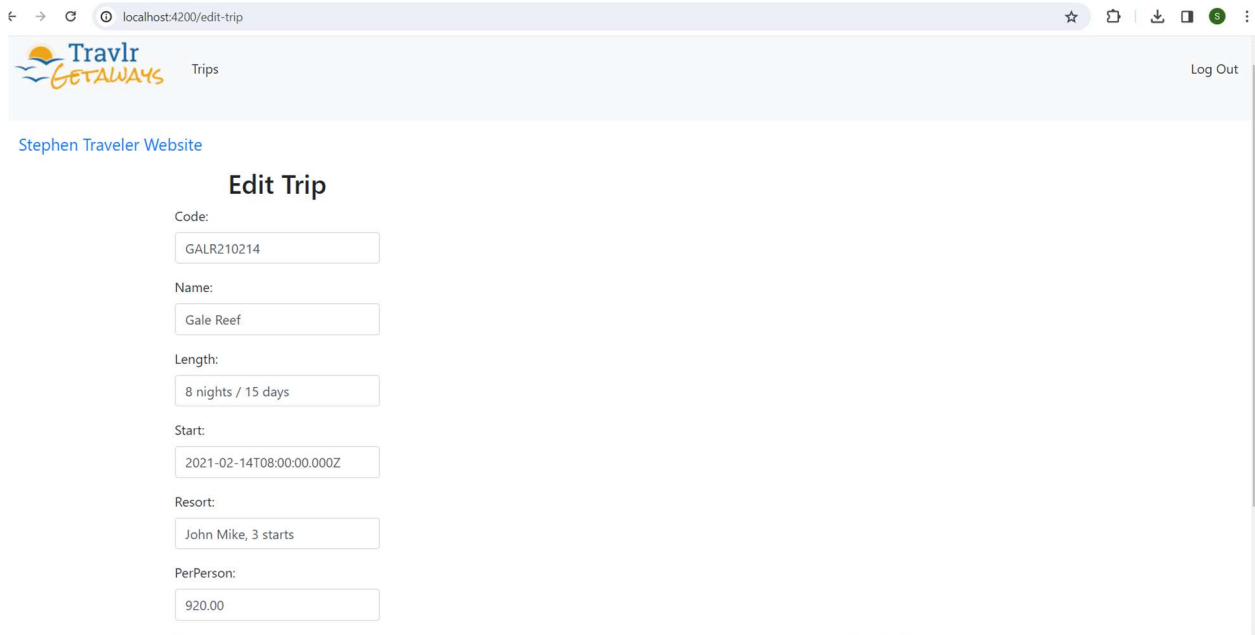 localhost:4200/edit-trip
S
Travlr
GETAWAYS
Trips
Log Out
Stephen Traveler Website
Edit Trip
Code:
GALR210214
Name:
Gale Reef
Length:
8 nights / 15 days
Start:
2021-02-14T08:00:00.000Z
Resort:
John Mike, 3 starts
PerPerson:
920.00